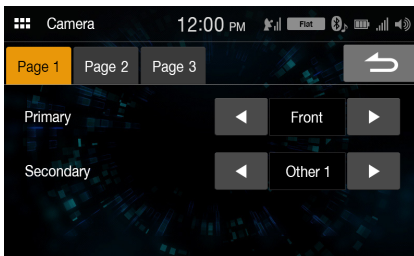 Camera 12:00 PM Flat
Page 1 Page 2 Page 3
Primary Front
Secondary Other 1